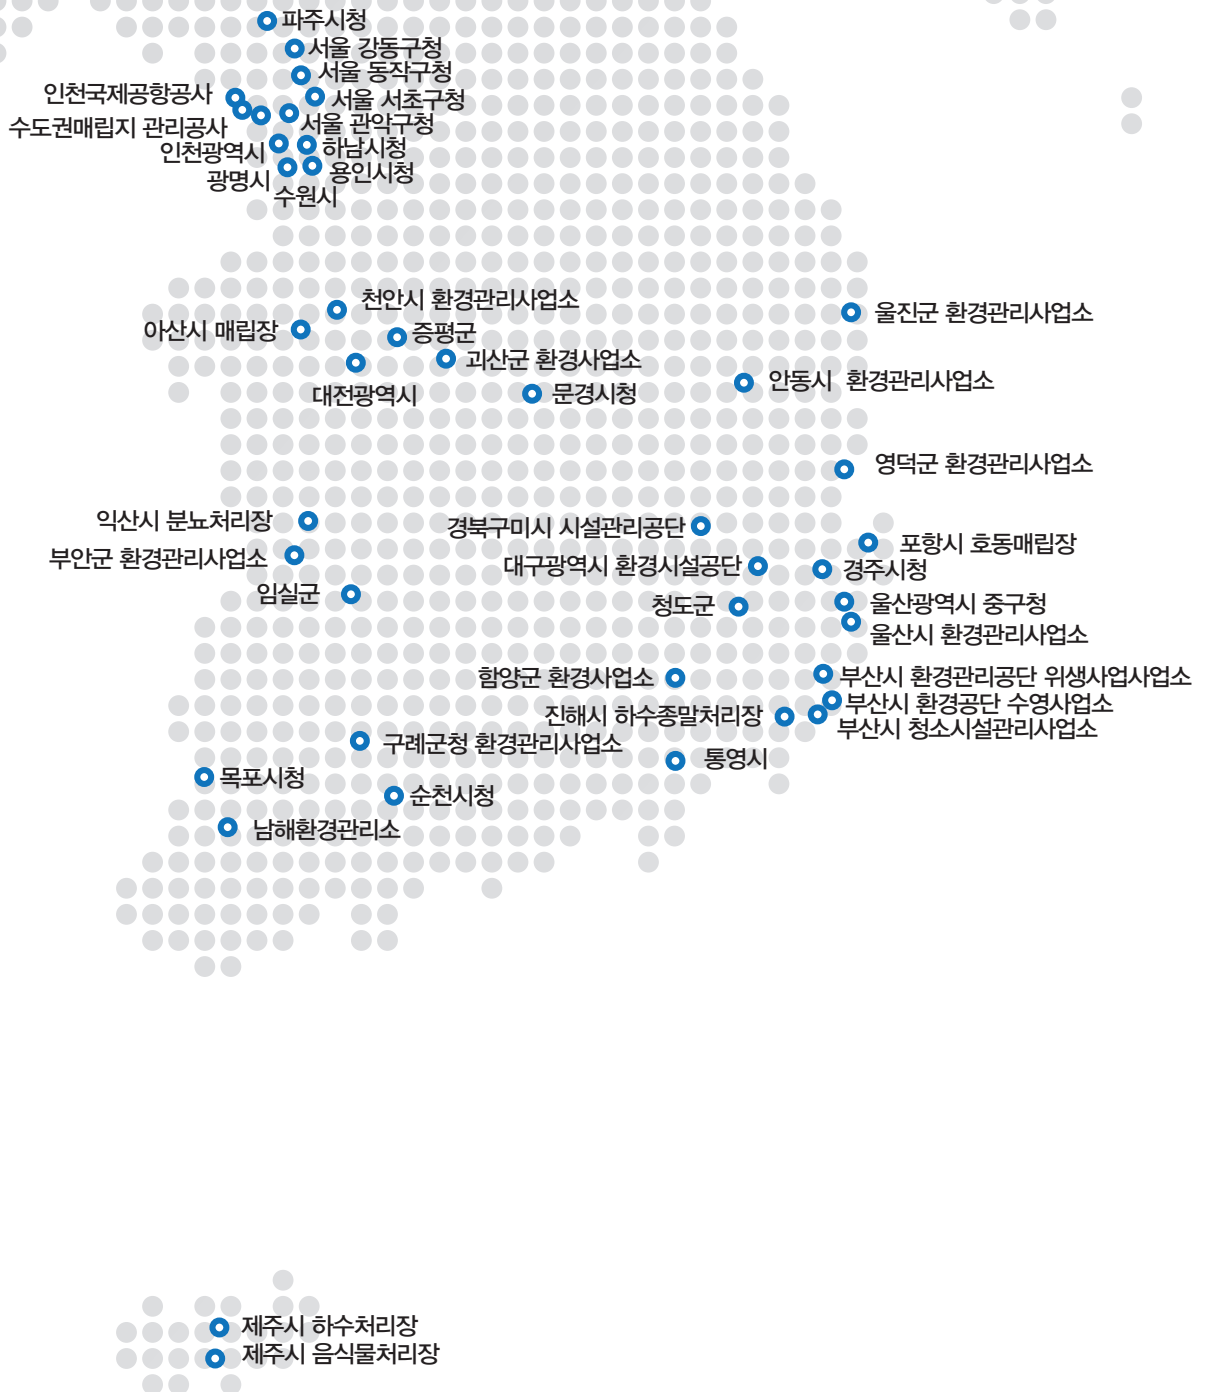 파주시청
서울 강동구청
서울 동작구청
인천국제공항공사
서울 서초구청
수도권매립지 관리공사
서울 관악구청
인천광역시
하남시청
광명시
용인시청
수원시
천안시 환경관리사업소
울진군 환경관리사업소
아산시 매립장
증평군
괴산군 환경사업소
대전광역시
문경시청
안동시 환경관리사업소
영덕군 환경관리사업소
익산시 분뇨처리장
경북구미시 시설관리공단
포항시 호동매립장
부안군 환경관리사업소
대구광역시 환경시설공단
경주시청
임실군
청도군
울산광역시 중구청
울산시 환경관리사업소
함양군 환경사업소
부산시 환경관리공단 위생사업사업소
부산시 환경공단 수영사업소
진해시 하수종말처리장
부산시 청소시설관리사업소
구례군청 환경관리사업소
통영시
목포시청
순천시청
남해환경관리소
제주시 하수처리장
제주시 음식물처리장